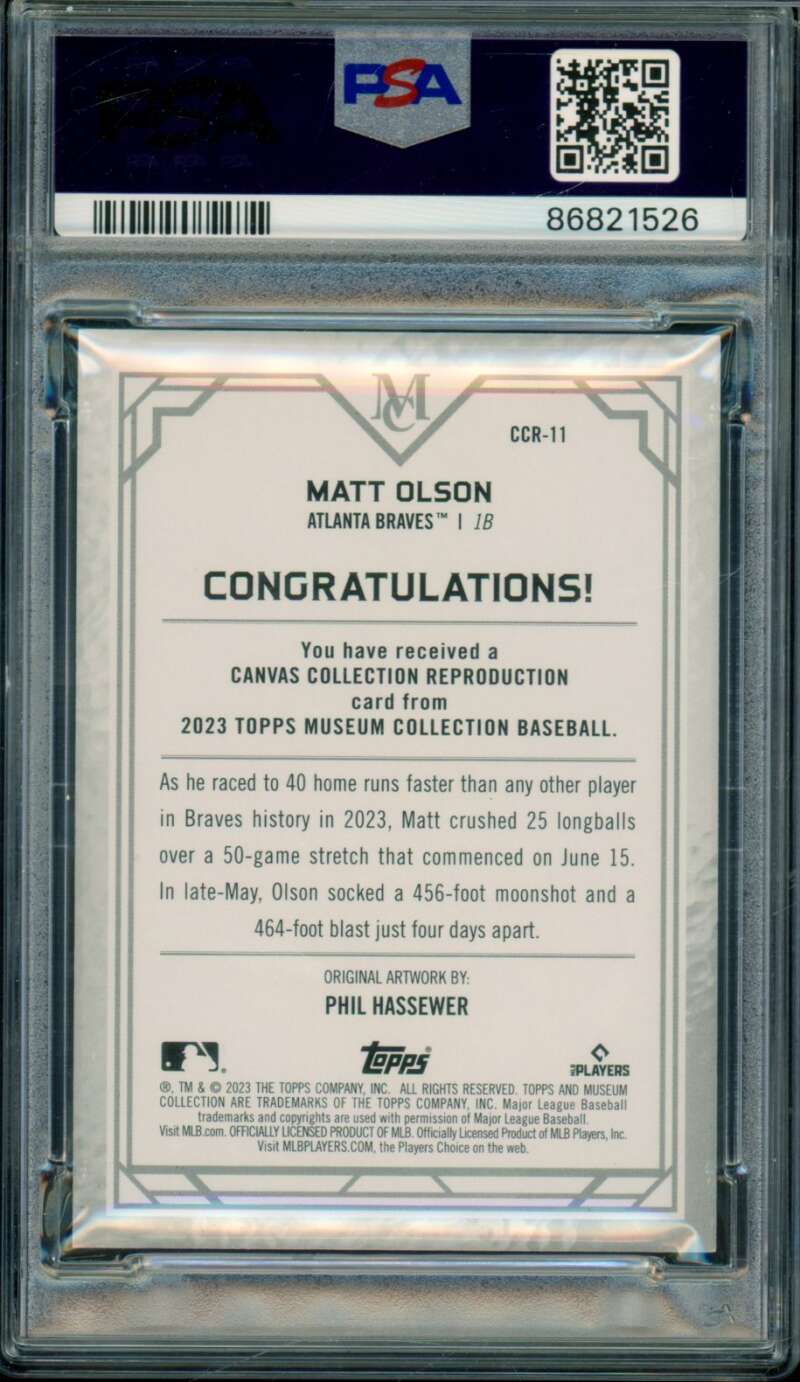 PSA
86821526
MC
CCR-11
MATT OLSON
ATLANTA BRAVES™ | 1B
CONGRATULATIONS!
You have received a
CANVAS COLLECTION REPRODUCTION
card from
2023 TOPPS MUSEUM COLLECTION BASEBALL.
As he raced to 40 home runs faster than any other player
in Braves history in 2023, Matt crushed 25 longballs
over a 50-game stretch that commenced on June 15.
In late-May, Olson socked a 456-foot moonshot and a
464-foot blast just four days apart.
ORIGINAL ARTWORK BY:
PHIL HASSEWER
Topps
MLB PLAYERS
®, TM & © 2023 THE TOPPS COMPANY, INC. ALL RIGHTS RESERVED. TOPPS AND MUSEUM
COLLECTION ARE TRADEMARKS OF THE TOPPS COMPANY, INC. Major League Baseball
trademarks and copyrights are used with permission of Major League Baseball.
Visit MLB.com. OFFICIALLY LICENSED PRODUCT OF MLB. Officially Licensed Product of MLB Players, Inc.
Visit MLBPLAYERS.COM, the Players Choice on the web.